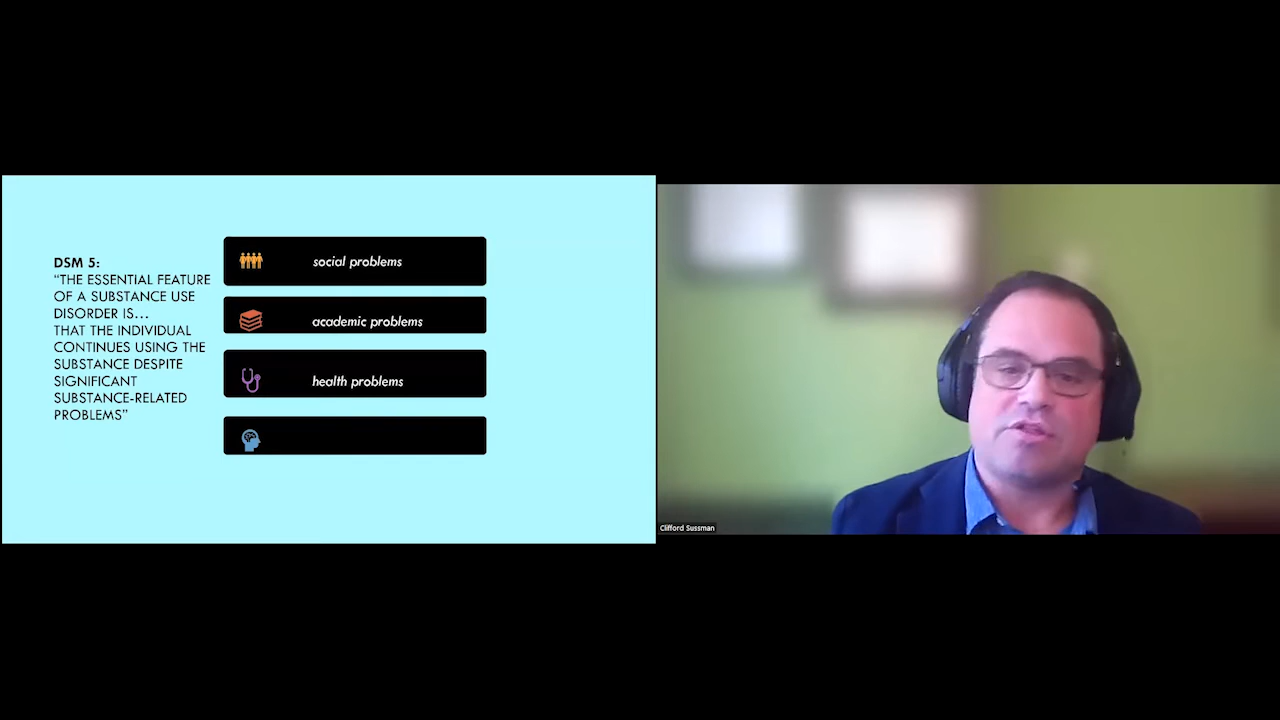 DSM 5:
“THE ESSENTIAL FEATURE
OF A SUBSTANCE USE
DISORDER IS…
THAT THE INDIVIDUAL
CONTINUES USING THE
SUBSTANCE DESPITE
SIGNIFICANT
SUBSTANCE-RELATED
PROBLEMS”
social problems
academic problems
health problems
Clifford Sussman